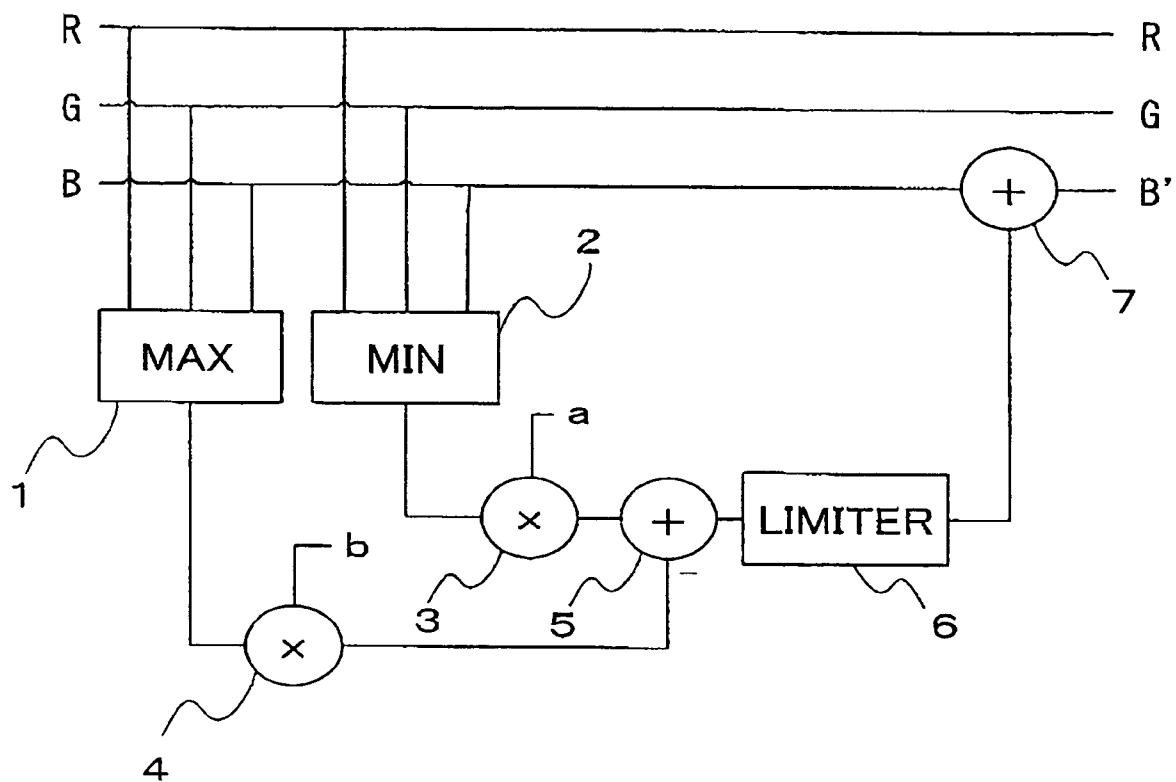 R R
G G
B + B'
2
7
MAX MIN
a
1
× + LIMITER
b
–
3 5 6
×
4